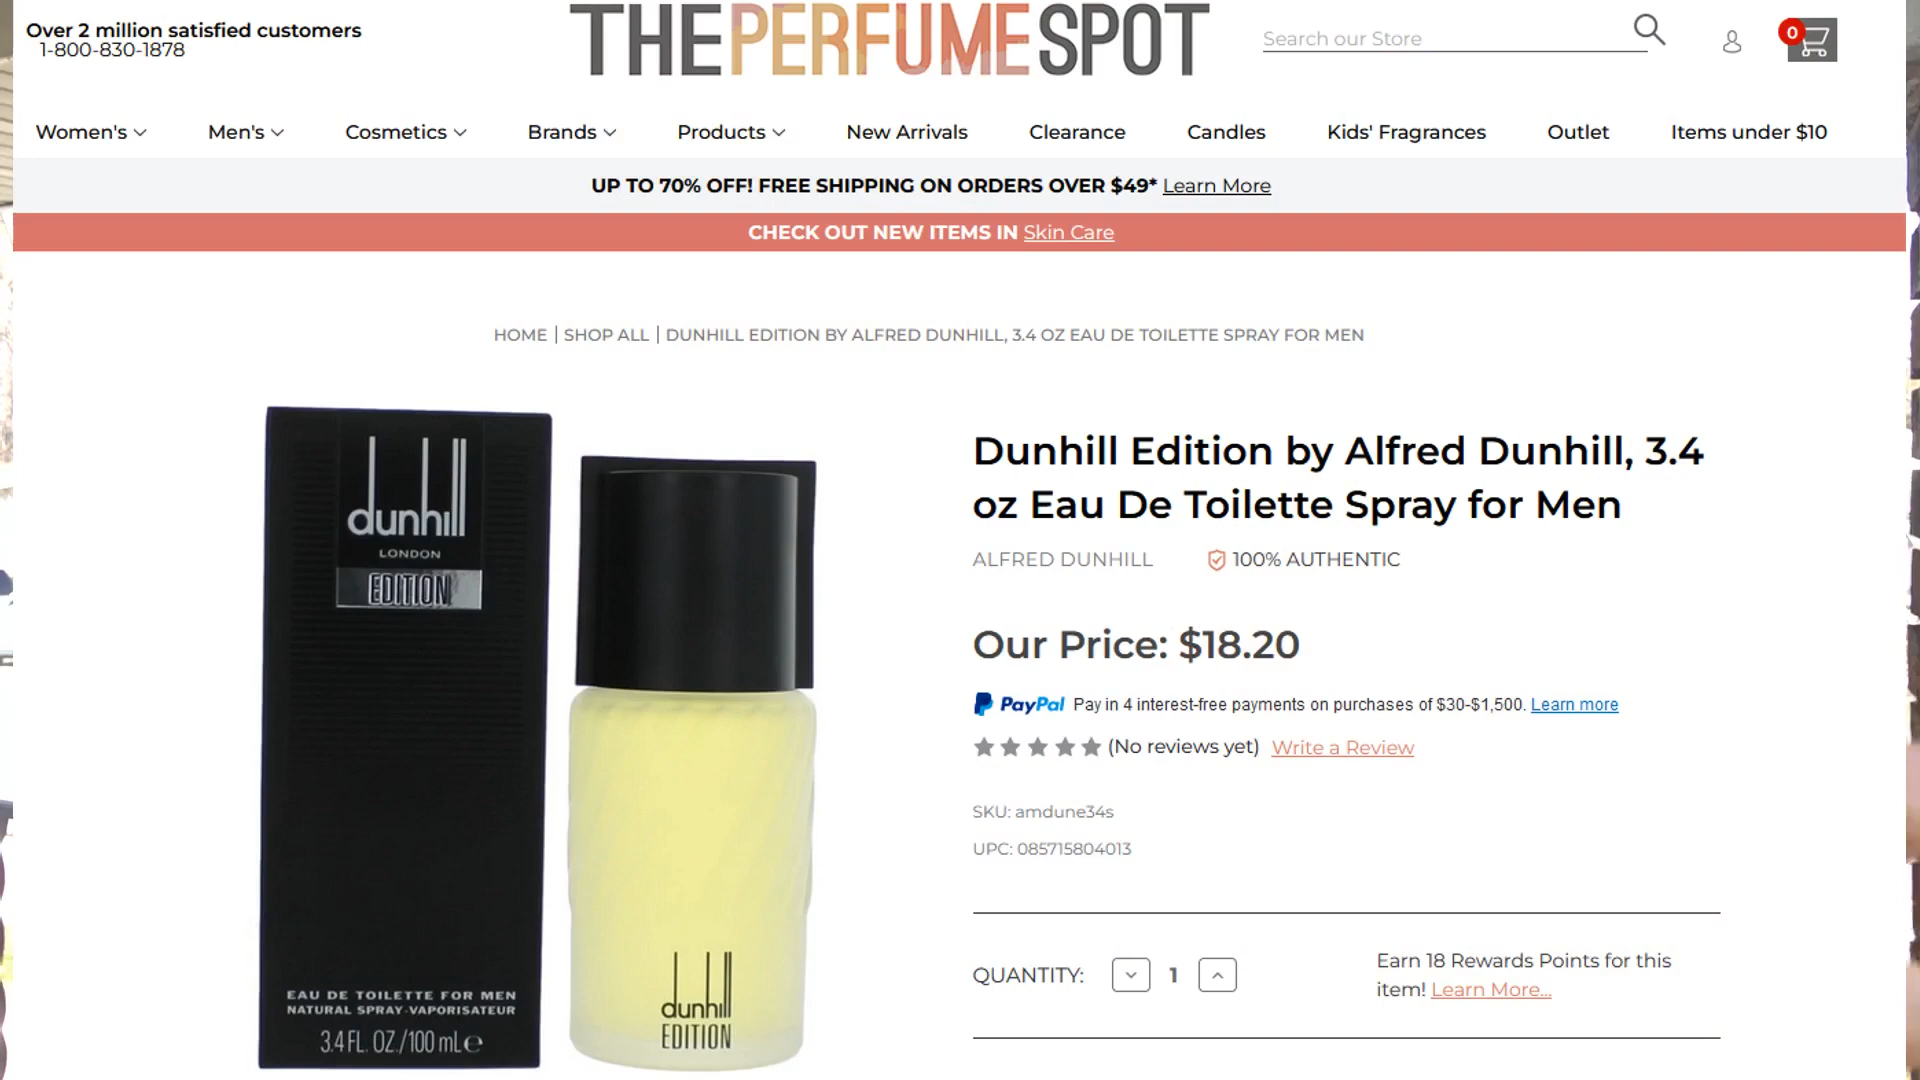 Over 2 million satisfied customers
1-800-830-1878
THE PERFUME SPOT
Search our Store
0
Women's
Men's
Cosmetics
Brands
Products
New Arrivals
Clearance
Candles
Kids' Fragrances
Outlet
Items under $10
UP TO 70% OFF! FREE SHIPPING ON ORDERS OVER $49* Learn More
CHECK OUT NEW ITEMS IN Skin Care
HOME | SHOP ALL | DUNHILL EDITION BY ALFRED DUNHILL, 3.4 OZ EAU DE TOILETTE SPRAY FOR MEN
dunhill
LONDON
EDITION
EAU DE TOILETTE FOR MEN
NATURAL SPRAY·VAPORISATEUR
3.4 FL. OZ./100 mL e
dunhill
EDITION
Dunhill Edition by Alfred Dunhill, 3.4
oz Eau De Toilette Spray for Men
ALFRED DUNHILL
100% AUTHENTIC
Our Price: $18.20
PayPal Pay in 4 interest-free payments on purchases of $30-$1,500. Learn more
(No reviews yet) Write a Review
SKU: amdune34s
UPC: 085715804013
QUANTITY: 1
Earn 18 Rewards Points for this
item! Learn More...